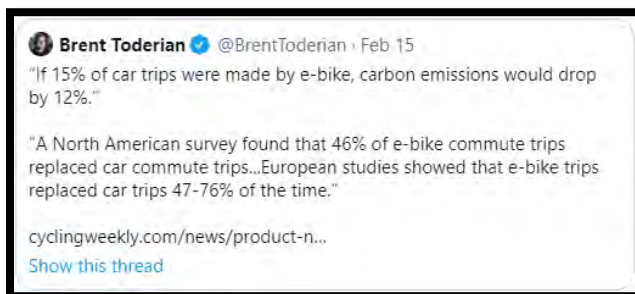 Brent Toderian @BrentToderian · Feb 15
"If 15% of car trips were made by e-bike, carbon emissions would drop
by 12%."
"A North American survey found that 46% of e-bike commute trips
replaced car commute trips...European studies showed that e-bike trips
replaced car trips 47-76% of the time."
cyclingweekly.com/news/product-n...
Show this thread